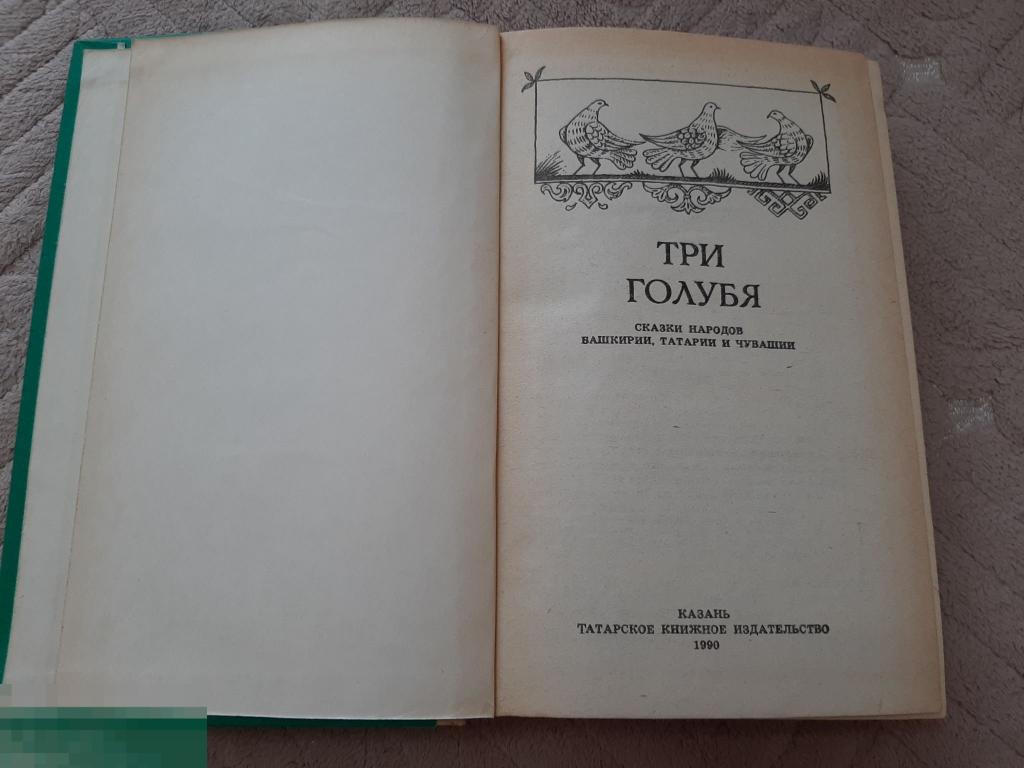 ТРИ
ГОЛУБЯ
СКАЗКИ НАРОДОВ
БАШКИРИИ, ТАТАРИИ И ЧУВАШИИ
КАЗАНЬ
ТАТАРСКОЕ КНИЖНОЕ ИЗДАТЕЛЬСТВО
1990